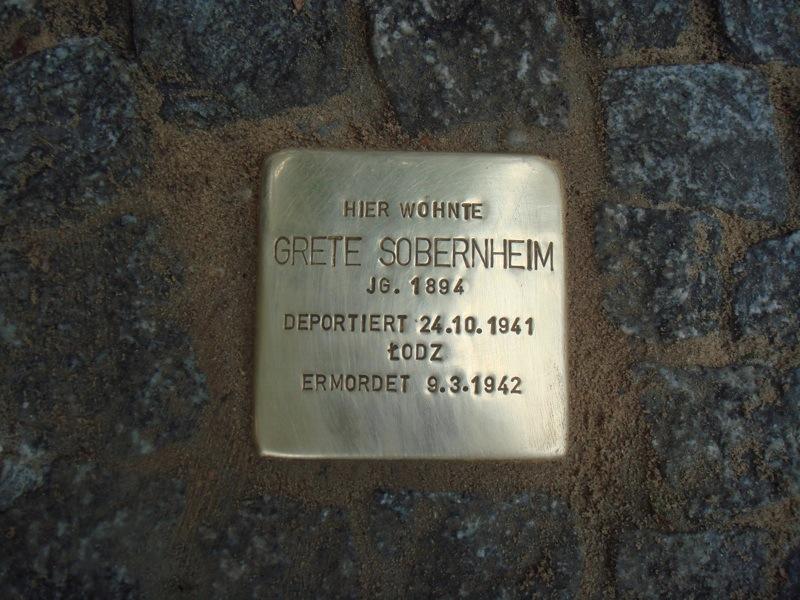 HIER WOHNTE
GRETE SOBERNHEIM
JG. 1894
DEPORTIERT 24.10.1941
ŁODZ
ERMORDET 9.3.1942